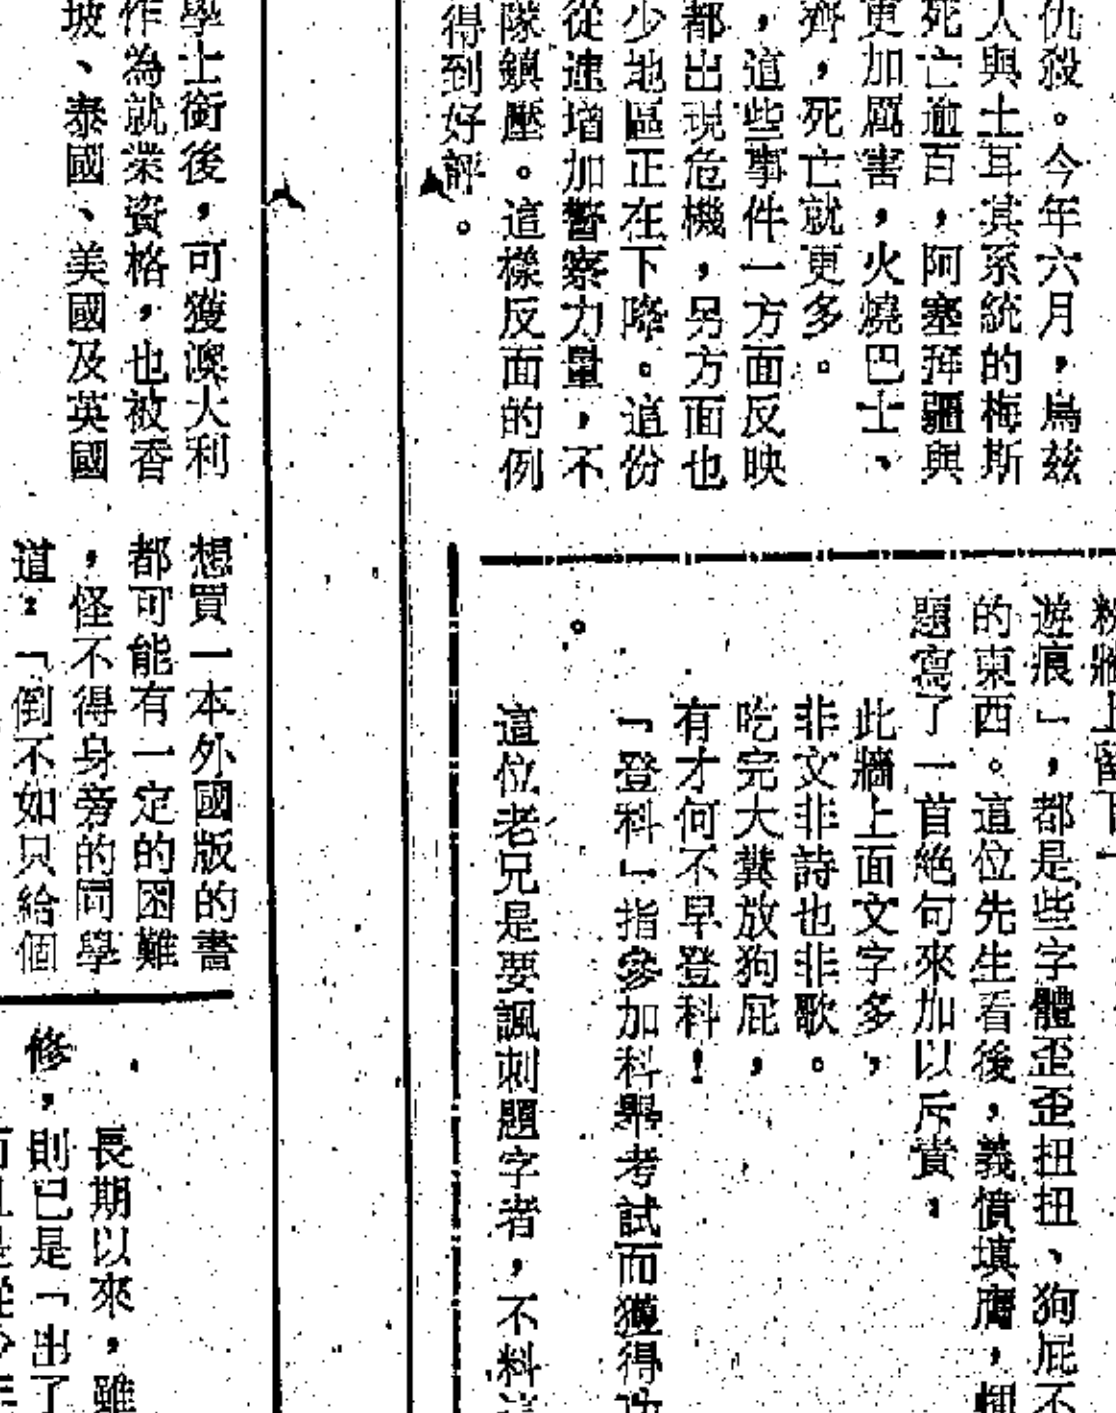 仇殺。今年六月，烏兹
人與土耳其系統的梅斯
死亡逾百，阿塞拜疆與
更加厲害，火燒巴士、
齊，死亡就更多。
，這些事件一方面反映
都出現危機，另方面也
少地區正在下降。這份
從速增加警察力量，不
隊鎮壓。這樣反面的例
得到好評。
粉牆上留下「
遊痕」，都是些字體歪歪扭扭、狗屁不
的東西。這位先生看後，義憤填膺，
題寫了一首絕句來加以斥責：
此牆上面文字多，
非文非詩也非歌。
吃完大糞放狗屁，
有才何不早登科！
「登科」指參加科舉考試而獲得功
。
這位老兄是要諷刺題字者，不料這
學士銜後，可獲澳大利
作為就業資格，也被香
坡、泰國、美國及英國
想買一本外國版的書
都可能有一定的困難
，怪不得身旁的同學
道：「倒不如只給個
長期以來，雖
修，則已是「出了